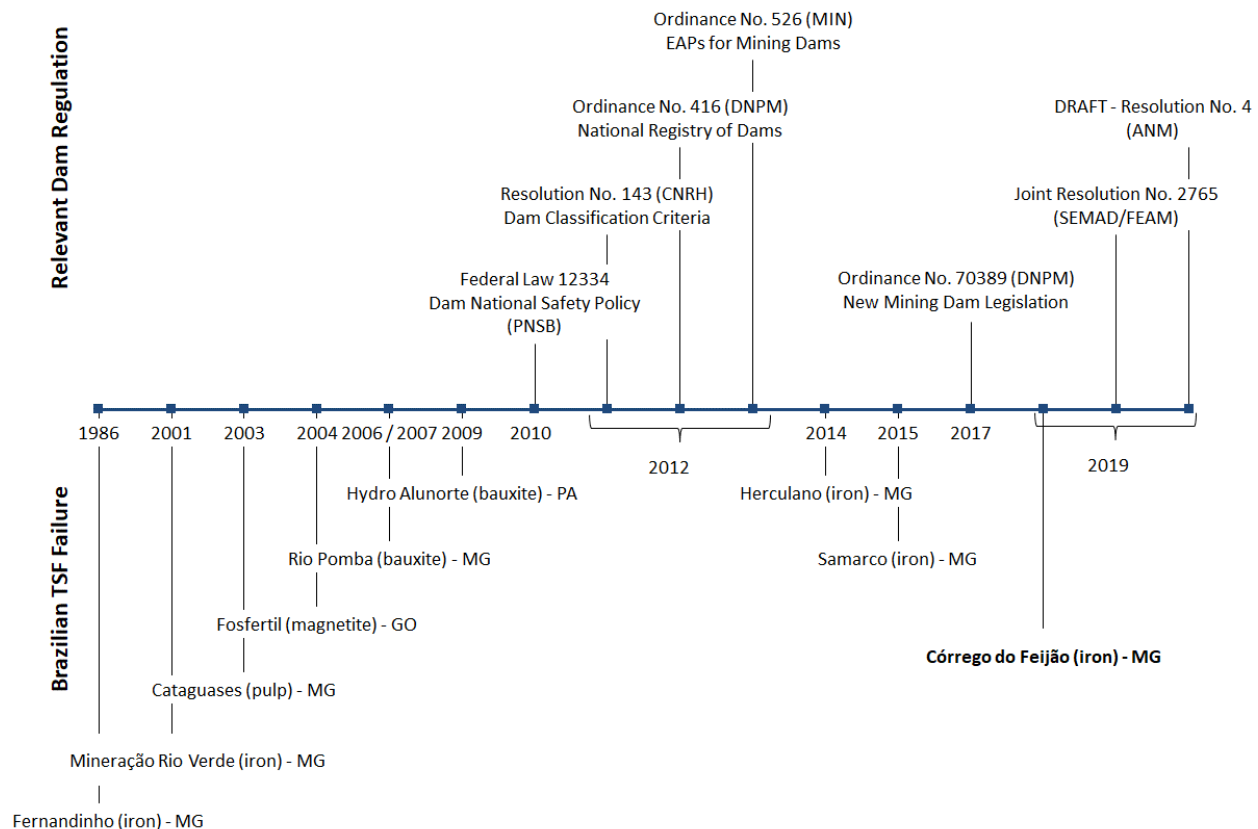 Relevant Dam Regulation
Ordinance No. 526 (MIN)
EAPs for Mining Dams
Ordinance No. 416 (DNPM)
National Registry of Dams
DRAFT - Resolution No. 4
(ANM)
Resolution No. 143 (CNRH)
Dam Classification Criteria
Joint Resolution No. 2765
(SEMAD/FEAM)
Federal Law 12334
Dam National Safety Policy
(PNSB)
Ordinance No. 70389 (DNPM)
New Mining Dam Legislation
1986 2001 2003 2004 2006 / 2007 2009 2010 2014 2015 2017
2012 2019
Brazilian TSF Failure
Hydro Alunorte (bauxite) - PA
Herculano (iron) - MG
Rio Pomba (bauxite) - MG
Samarco (iron) - MG
Fosfertil (magnetite) - GO
Córrego do Feijão (iron) - MG
Cataguases (pulp) - MG
Mineração Rio Verde (iron) - MG
Fernandinho (iron) - MG